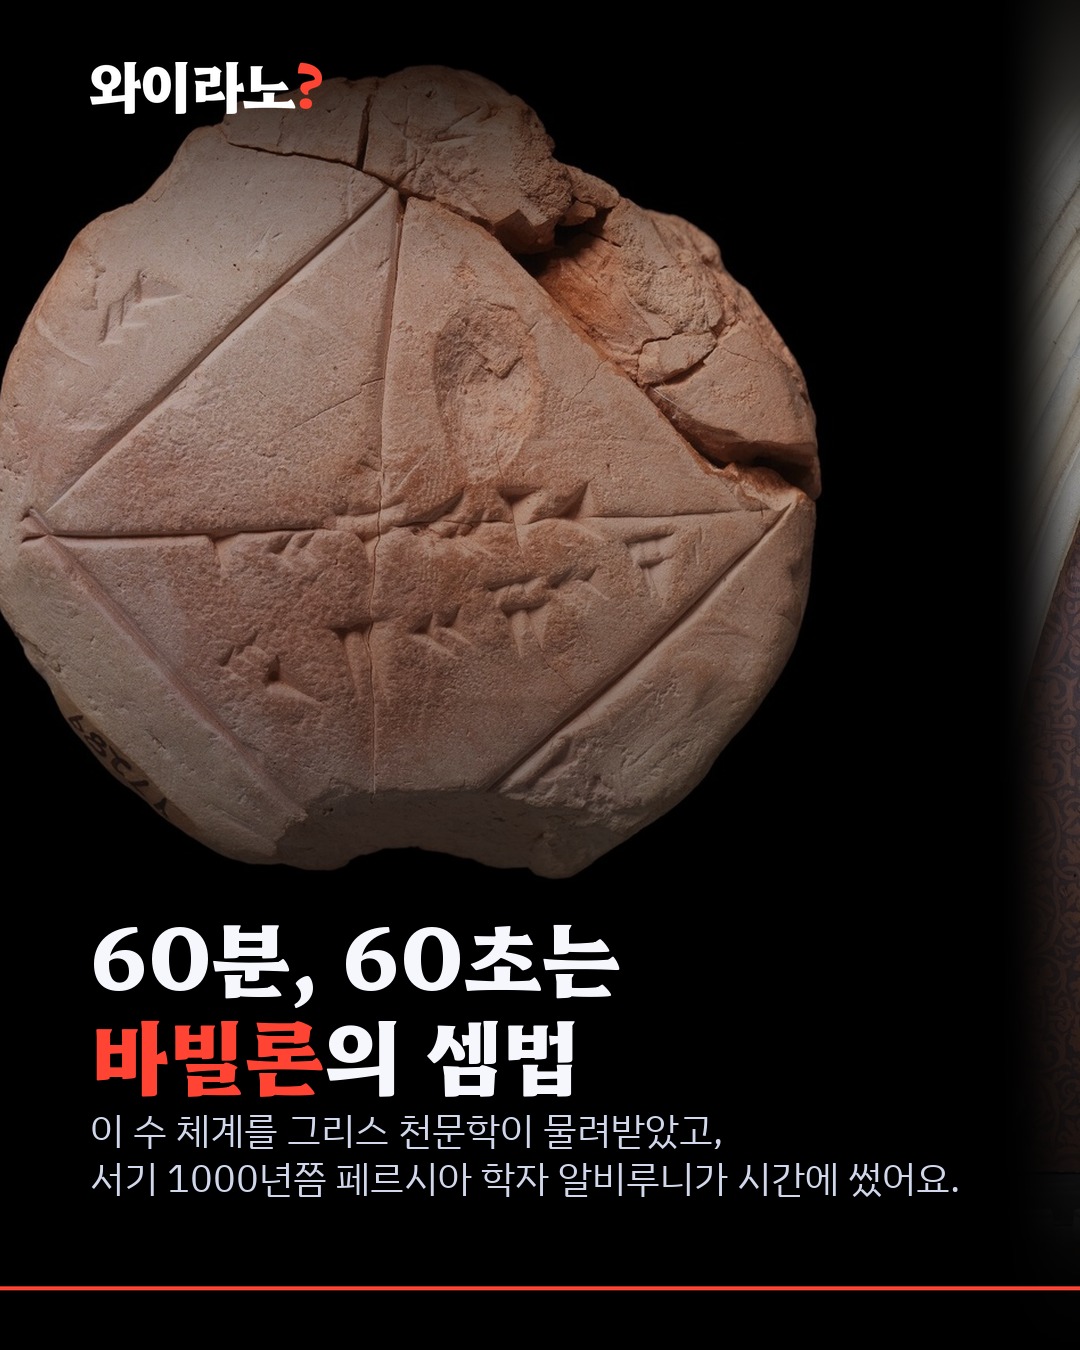 와이라노?
60분, 60초는
바빌론의 셈법
이 수 체계를 그리스 천문학이 물려받았고,
서기 1000년쯤 페르시아 학자 알비루니가 시간에 썼어요.